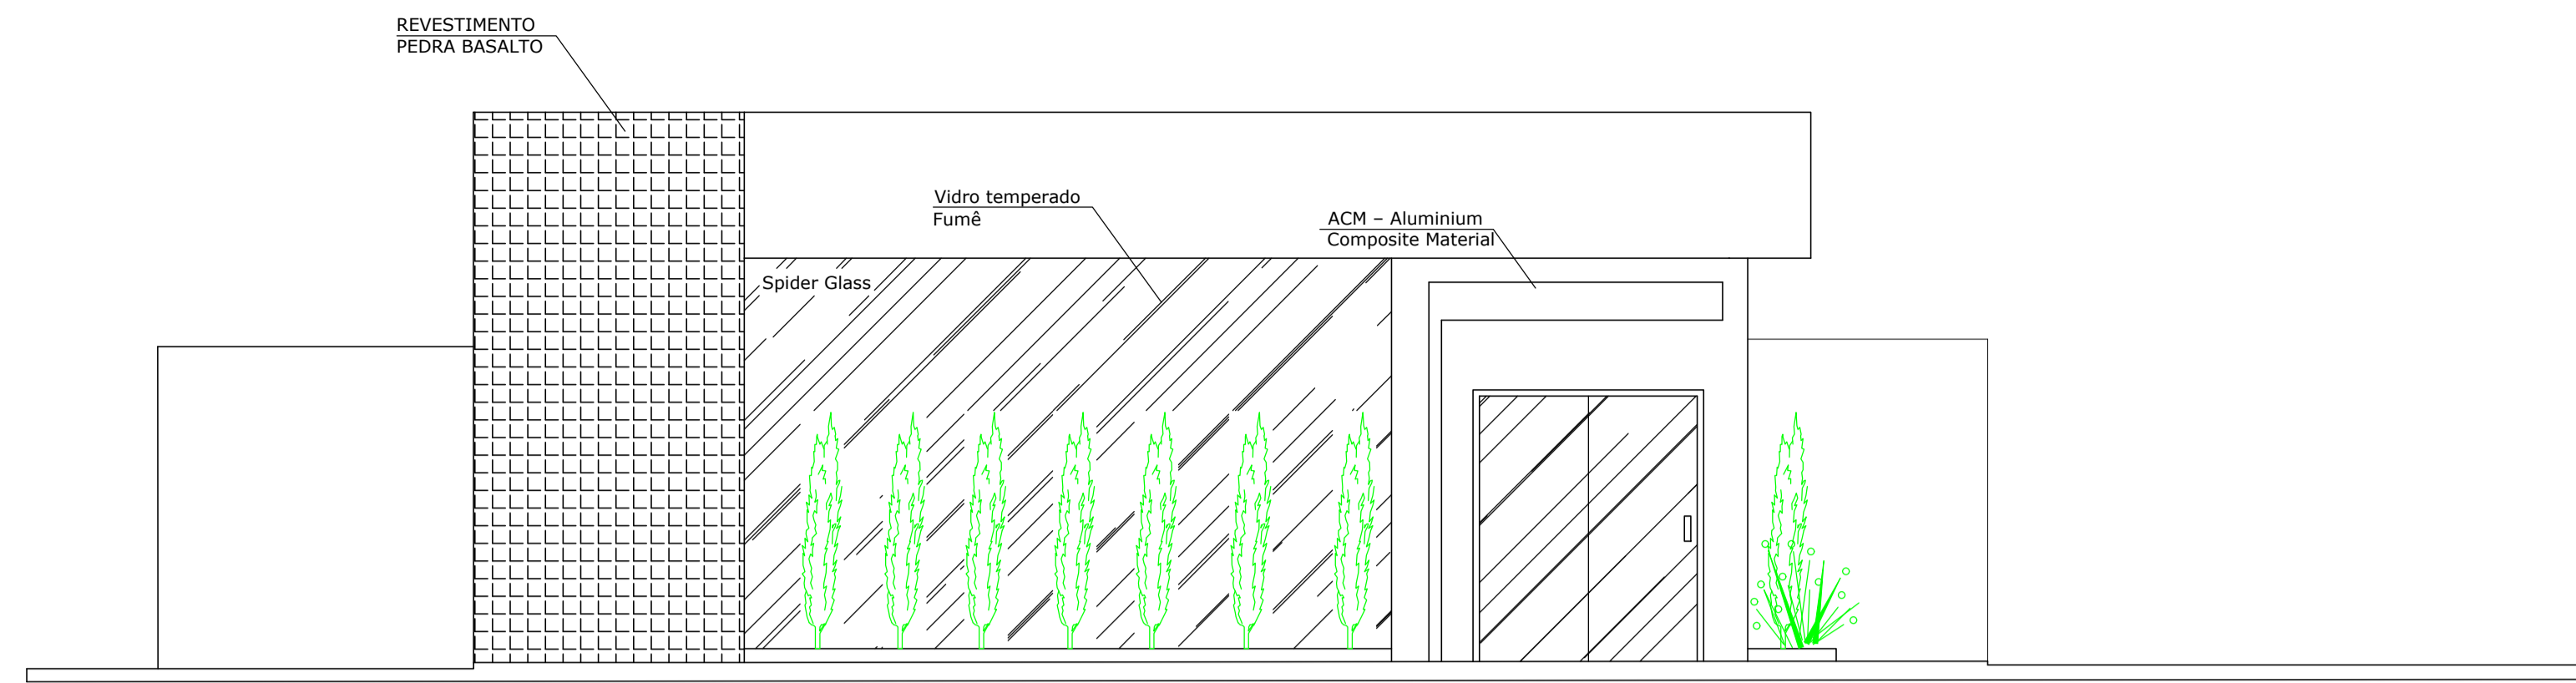 REVESTIMENTO
PEDRA BASALTO
Vidro temperado
Fumê
ACM – Aluminium
Composite Material
Spider Glass